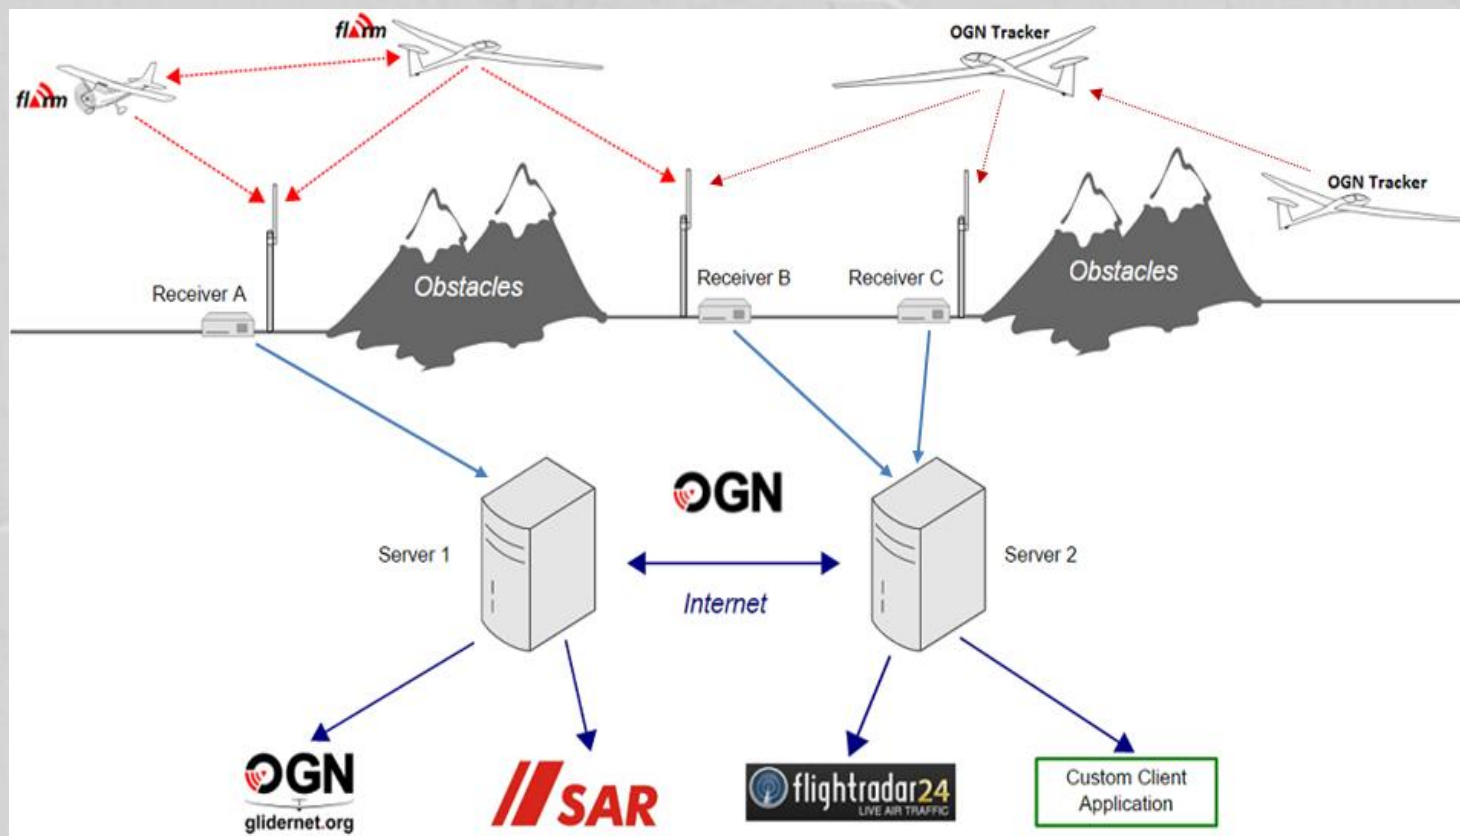 flarm
OGN Tracker
flarm
OGN Tracker
Obstacles
Receiver B
Receiver C
Obstacles
Receiver A
OGN
Server 1
Server 2
Internet
OGN
glidernet.org
SAR
flightradar24
LIVE AIR TRAFFIC
Custom Client
Application